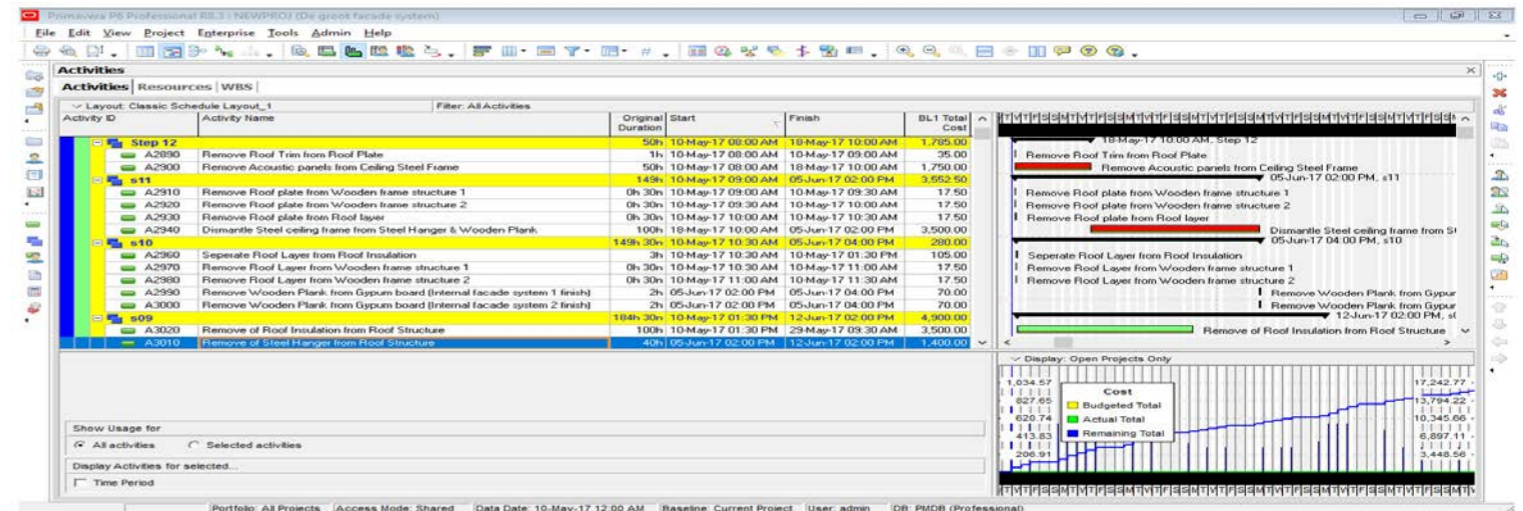 Primavera P6 Professional R8.3 : NEWPROJ (De groot facade system)
File Edit View Project Enterprise Tools Admin Help
Activities
Activities Resources WBS
Layout: Classic Schedule Layout_1 Filter: All Activities
Activity ID Activity Name Original Duration Start Finish BL1 Total Cost
Step 12 50h 10-May-17 08:00 AM 18-May-17 10:00 AM 1,785.00 18-May-17 10:00 AM, Step 12
A2890 Remove Roof Trim from Roof Plate 1h 10-May-17 08:00 AM 10-May-17 09:00 AM 35.00 Remove Roof Trim from Roof Plate
A2900 Remove Acoustic panels from Ceiling Steel Frame 50h 10-May-17 08:00 AM 18-May-17 10:00 AM 1,750.00 Remove Acoustic panels from Ceiling Steel Frame
s11 149h 10-May-17 09:00 AM 05-Jun-17 02:00 PM 3,552.50 05-Jun-17 02:00 PM, s11
A2910 Remove Roof plate from Wooden frame structure 1 0h 30n 10-May-17 09:00 AM 10-May-17 09:30 AM 17.50 Remove Roof plate from Wooden frame structure 1
A2920 Remove Roof plate from Wooden frame structure 2 0h 30n 10-May-17 09:30 AM 10-May-17 10:00 AM 17.50 Remove Roof plate from Wooden frame structure 2
A2930 Remove Roof plate from Roof layer 0h 30n 10-May-17 10:00 AM 10-May-17 10:30 AM 17.50 Remove Roof plate from Roof layer
A2940 Dismantle Steel ceiling frame from Steel Hanger & Wooden Plank 100h 18-May-17 10:00 AM 05-Jun-17 02:00 PM 3,500.00 Dismantle Steel ceiling frame from St
s10 149h 30n 10-May-17 10:30 AM 05-Jun-17 04:00 PM 280.00 05-Jun-17 04:00 PM, s10
A2960 Seperate Roof Layer from Roof Insulation 3h 10-May-17 10:30 AM 10-May-17 01:30 PM 105.00 Seperate Roof Layer from Roof Insulation
A2970 Remove Roof Layer from Wooden frame structure 1 0h 30n 10-May-17 10:30 AM 10-May-17 11:00 AM 17.50 Remove Roof Layer from Wooden frame structure 1
A2980 Remove Roof Layer from Wooden frame structure 2 0h 30n 10-May-17 11:00 AM 10-May-17 11:30 AM 17.50 Remove Roof Layer from Wooden frame structure 2
A2990 Remove Wooden Plank from Gypum board (Internal facade system 1 finish) 2h 05-Jun-17 02:00 PM 05-Jun-17 04:00 PM 70.00 Remove Wooden Plank from Gypur
A3000 Remove Wooden Plank from Gypum board (Internal facade system 2 finish) 2h 05-Jun-17 02:00 PM 05-Jun-17 04:00 PM 70.00 Remove Wooden Plank from Gypur
s09 184h 30n 10-May-17 01:30 PM 12-Jun-17 02:00 PM 4,900.00 12-Jun-17 02:00 PM, s(
A3020 Remove of Roof Insulation from Roof Structure 100h 10-May-17 01:30 PM 29-May-17 09:30 AM 3,500.00 Remove of Roof Insulation from Roof Structure
A3010 Remove of Steel Hanger from Roof Structure 40h 05-Jun-17 02:00 PM 12-Jun-17 02:00 PM 1,400.00
Display: Open Projects Only
1,034.57 Cost 17,242.77
827.65 Budgeted Total 13,794.22
620.74 Actual Total 10,345.66
413.83 Remaining Total 6,897.11
206.91 3,448.56
Show Usage for
All activities Selected activities
Display Activities for selected...
Time Period
Portfolio: All Projects Access Mode: Shared Data Date: 10-May-17 12:00 AM Baseline: Current Project User: admin DB: PMDB (Professional)